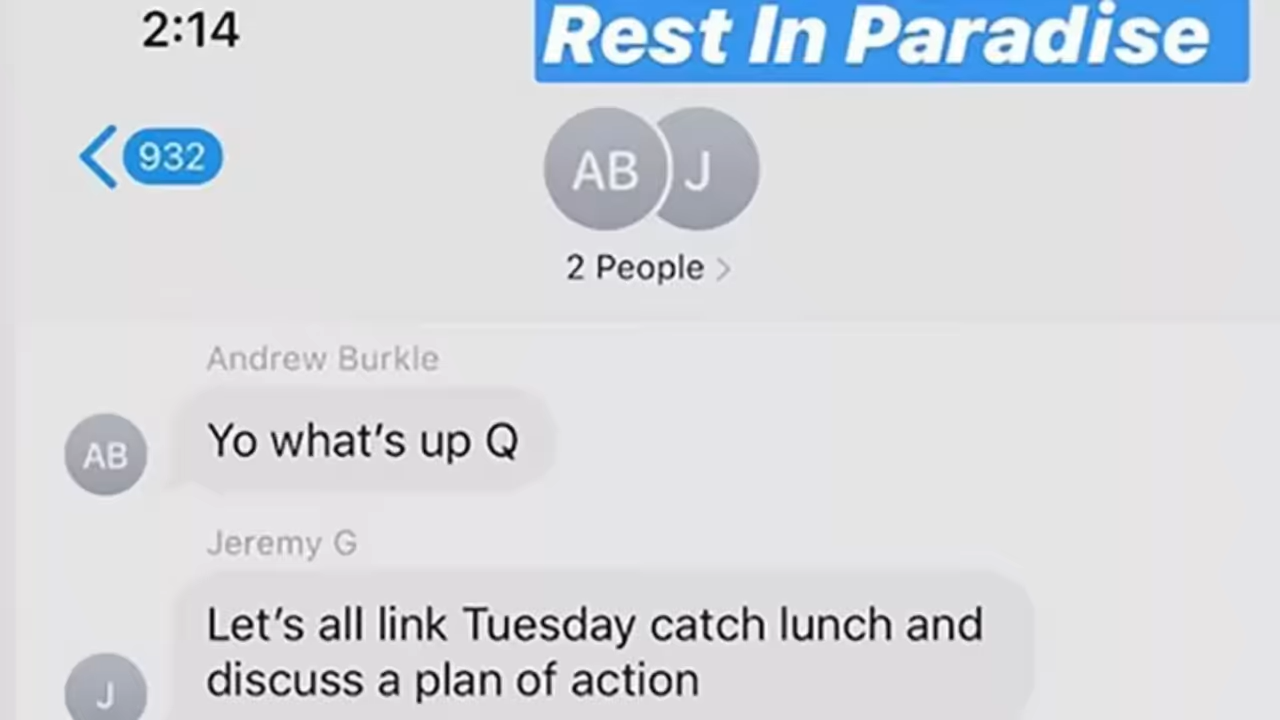 2:14
Rest In Paradise
932
AB
J
2 People
Andrew Burkle
AB
Yo what’s up Q
Jeremy G
J
Let’s all link Tuesday catch lunch and
discuss a plan of action